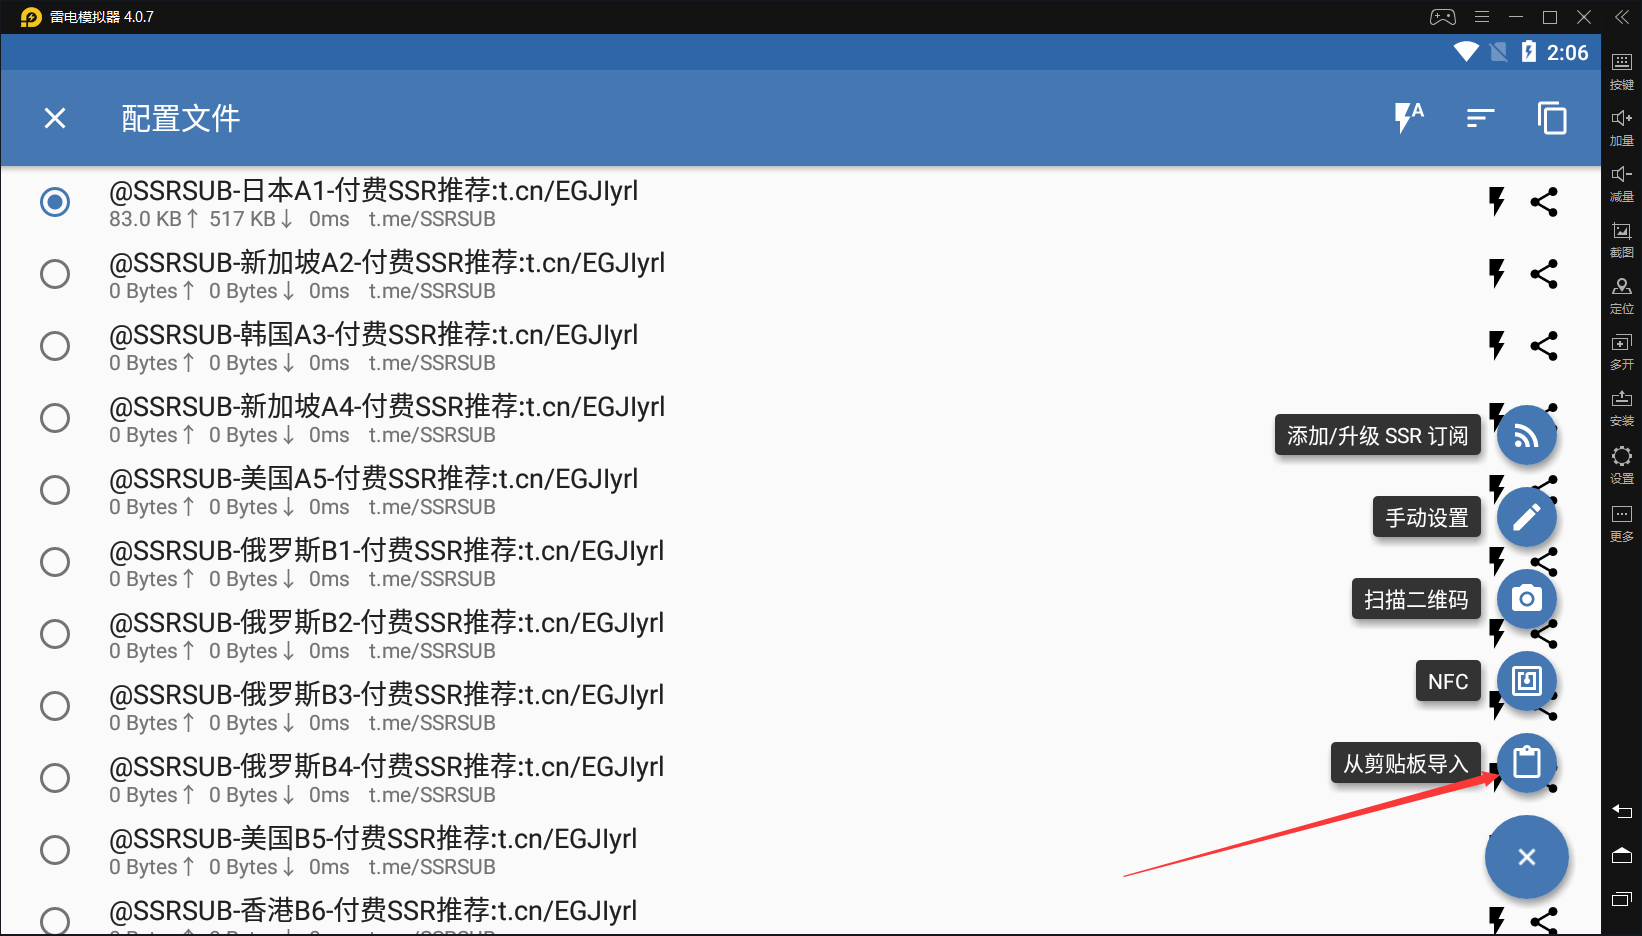 雷电模拟器 4.0.7
2:06
配置文件
@SSRSUB-日本A1-付费SSR推荐:t.cn/EGJIyrl
83.0 KB↑ 517 KB↓ 0ms t.me/SSRSUB
@SSRSUB-新加坡A2-付费SSR推荐:t.cn/EGJIyrl
0 Bytes↑ 0 Bytes↓ 0ms t.me/SSRSUB
@SSRSUB-韩国A3-付费SSR推荐:t.cn/EGJIyrl
0 Bytes↑ 0 Bytes↓ 0ms t.me/SSRSUB
@SSRSUB-新加坡A4-付费SSR推荐:t.cn/EGJIyrl
0 Bytes↑ 0 Bytes↓ 0ms t.me/SSRSUB
@SSRSUB-美国A5-付费SSR推荐:t.cn/EGJIyrl
0 Bytes↑ 0 Bytes↓ 0ms t.me/SSRSUB
@SSRSUB-俄罗斯B1-付费SSR推荐:t.cn/EGJIyrl
0 Bytes↑ 0 Bytes↓ 0ms t.me/SSRSUB
@SSRSUB-俄罗斯B2-付费SSR推荐:t.cn/EGJIyrl
0 Bytes↑ 0 Bytes↓ 0ms t.me/SSRSUB
@SSRSUB-俄罗斯B3-付费SSR推荐:t.cn/EGJIyrl
0 Bytes↑ 0 Bytes↓ 0ms t.me/SSRSUB
@SSRSUB-俄罗斯B4-付费SSR推荐:t.cn/EGJIyrl
0 Bytes↑ 0 Bytes↓ 0ms t.me/SSRSUB
@SSRSUB-美国B5-付费SSR推荐:t.cn/EGJIyrl
0 Bytes↑ 0 Bytes↓ 0ms t.me/SSRSUB
@SSRSUB-香港B6-付费SSR推荐:t.cn/EGJIyrl
添加/升级 SSR 订阅
手动设置
扫描二维码
NFC
从剪贴板导入
按键
加量
减量
截图
定位
多开
安装
设置
更多